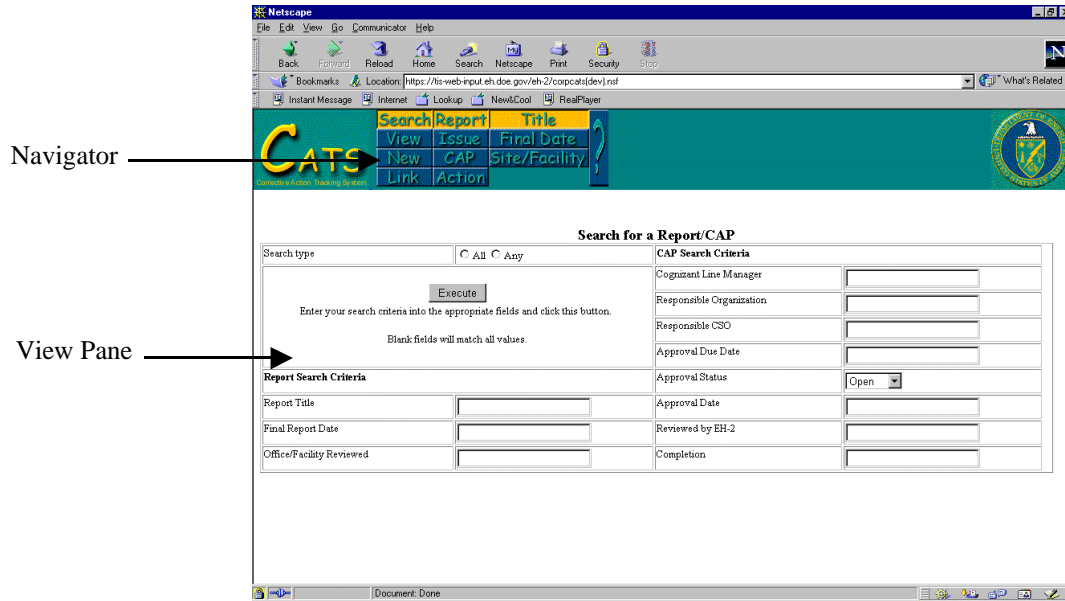 Netscape
File Edit View Go Communicator Help
Back Forward Reload Home Search Netscape Print Security Stop
Bookmarks Location: https://tis-web-input.eh.doe.gov/eh-2/corpcats(dev).nsf What's Related
Instant Message Internet Lookup New&Cool RealPlayer
CATS
Corrective Action Tracking System
Search Report Title
View Issue Final Date
New CAP Site/Facility
Link Action
?
Navigator
Search for a Report/CAP
Search type All Any CAP Search Criteria
Cognizant Line Manager
Execute
Responsible Organization
Enter your search criteria into the appropriate fields and click this button.
Responsible CSO
Blank fields will match all values.
View Pane
Approval Due Date
Report Search Criteria Approval Status Open
Report Title Approval Date
Final Report Date Reviewed by EH-2
Office/Facility Reviewed Completion
Document: Done